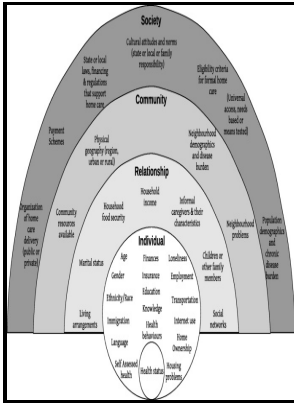 Society
Cultural attitudes and norms
(state or local or family
responsibility)
State or local
laws, financing
& regulations
that support
home care
Eligibility criteria
for formal home
care
(Universal
access, needs
based or
means tested)
Payment
Schemes
Organization
of home
care
delivery
(public or
private)
Population
demographics
and
chronic
disease
burden
Community
Physical
geography (region,
urban or rural)
Neighbourhood
demographics
and disease
burden
Community
resources
available
Neighbourhood
problems
Relationship
Household
income
Household
food security
Informal
caregivers & their
characteristics
Marital status
Children or
other family
members
Living
arrangements
Social
networks
Individual
Age
Finances
Loneliness
Gender
Insurance
Employment
Ethnicity/Race
Education
Knowledge
Transportation
Immigration
Health
behaviours
Internet use
Language
Home
Ownership
Self Assessed
health
Health status
Housing
problems